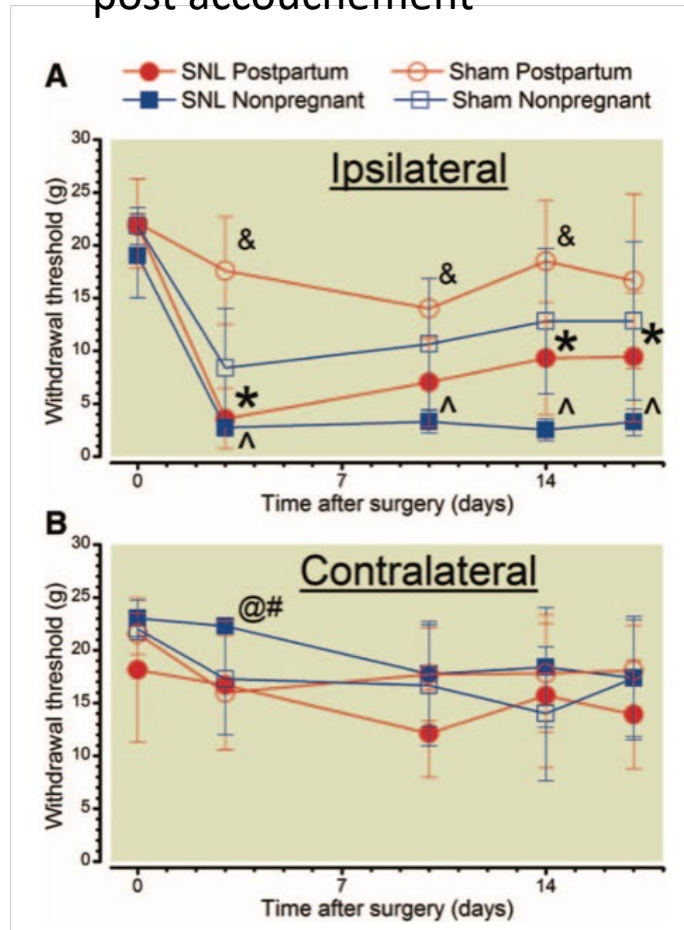 post accouchement
A
SNL Postpartum Sham Postpartum
SNL Nonpregnant Sham Nonpregnant
Ipsilateral
Withdrawal threshold (g)
30
25
20
15
10
5
0
& & &
* * *
^ ^ ^ ^
0 7 14
Time after surgery (days)
B
Contralateral
Withdrawal threshold (g)
30
25
20
15
10
5
0
@#
0 7 14
Time after surgery (days)